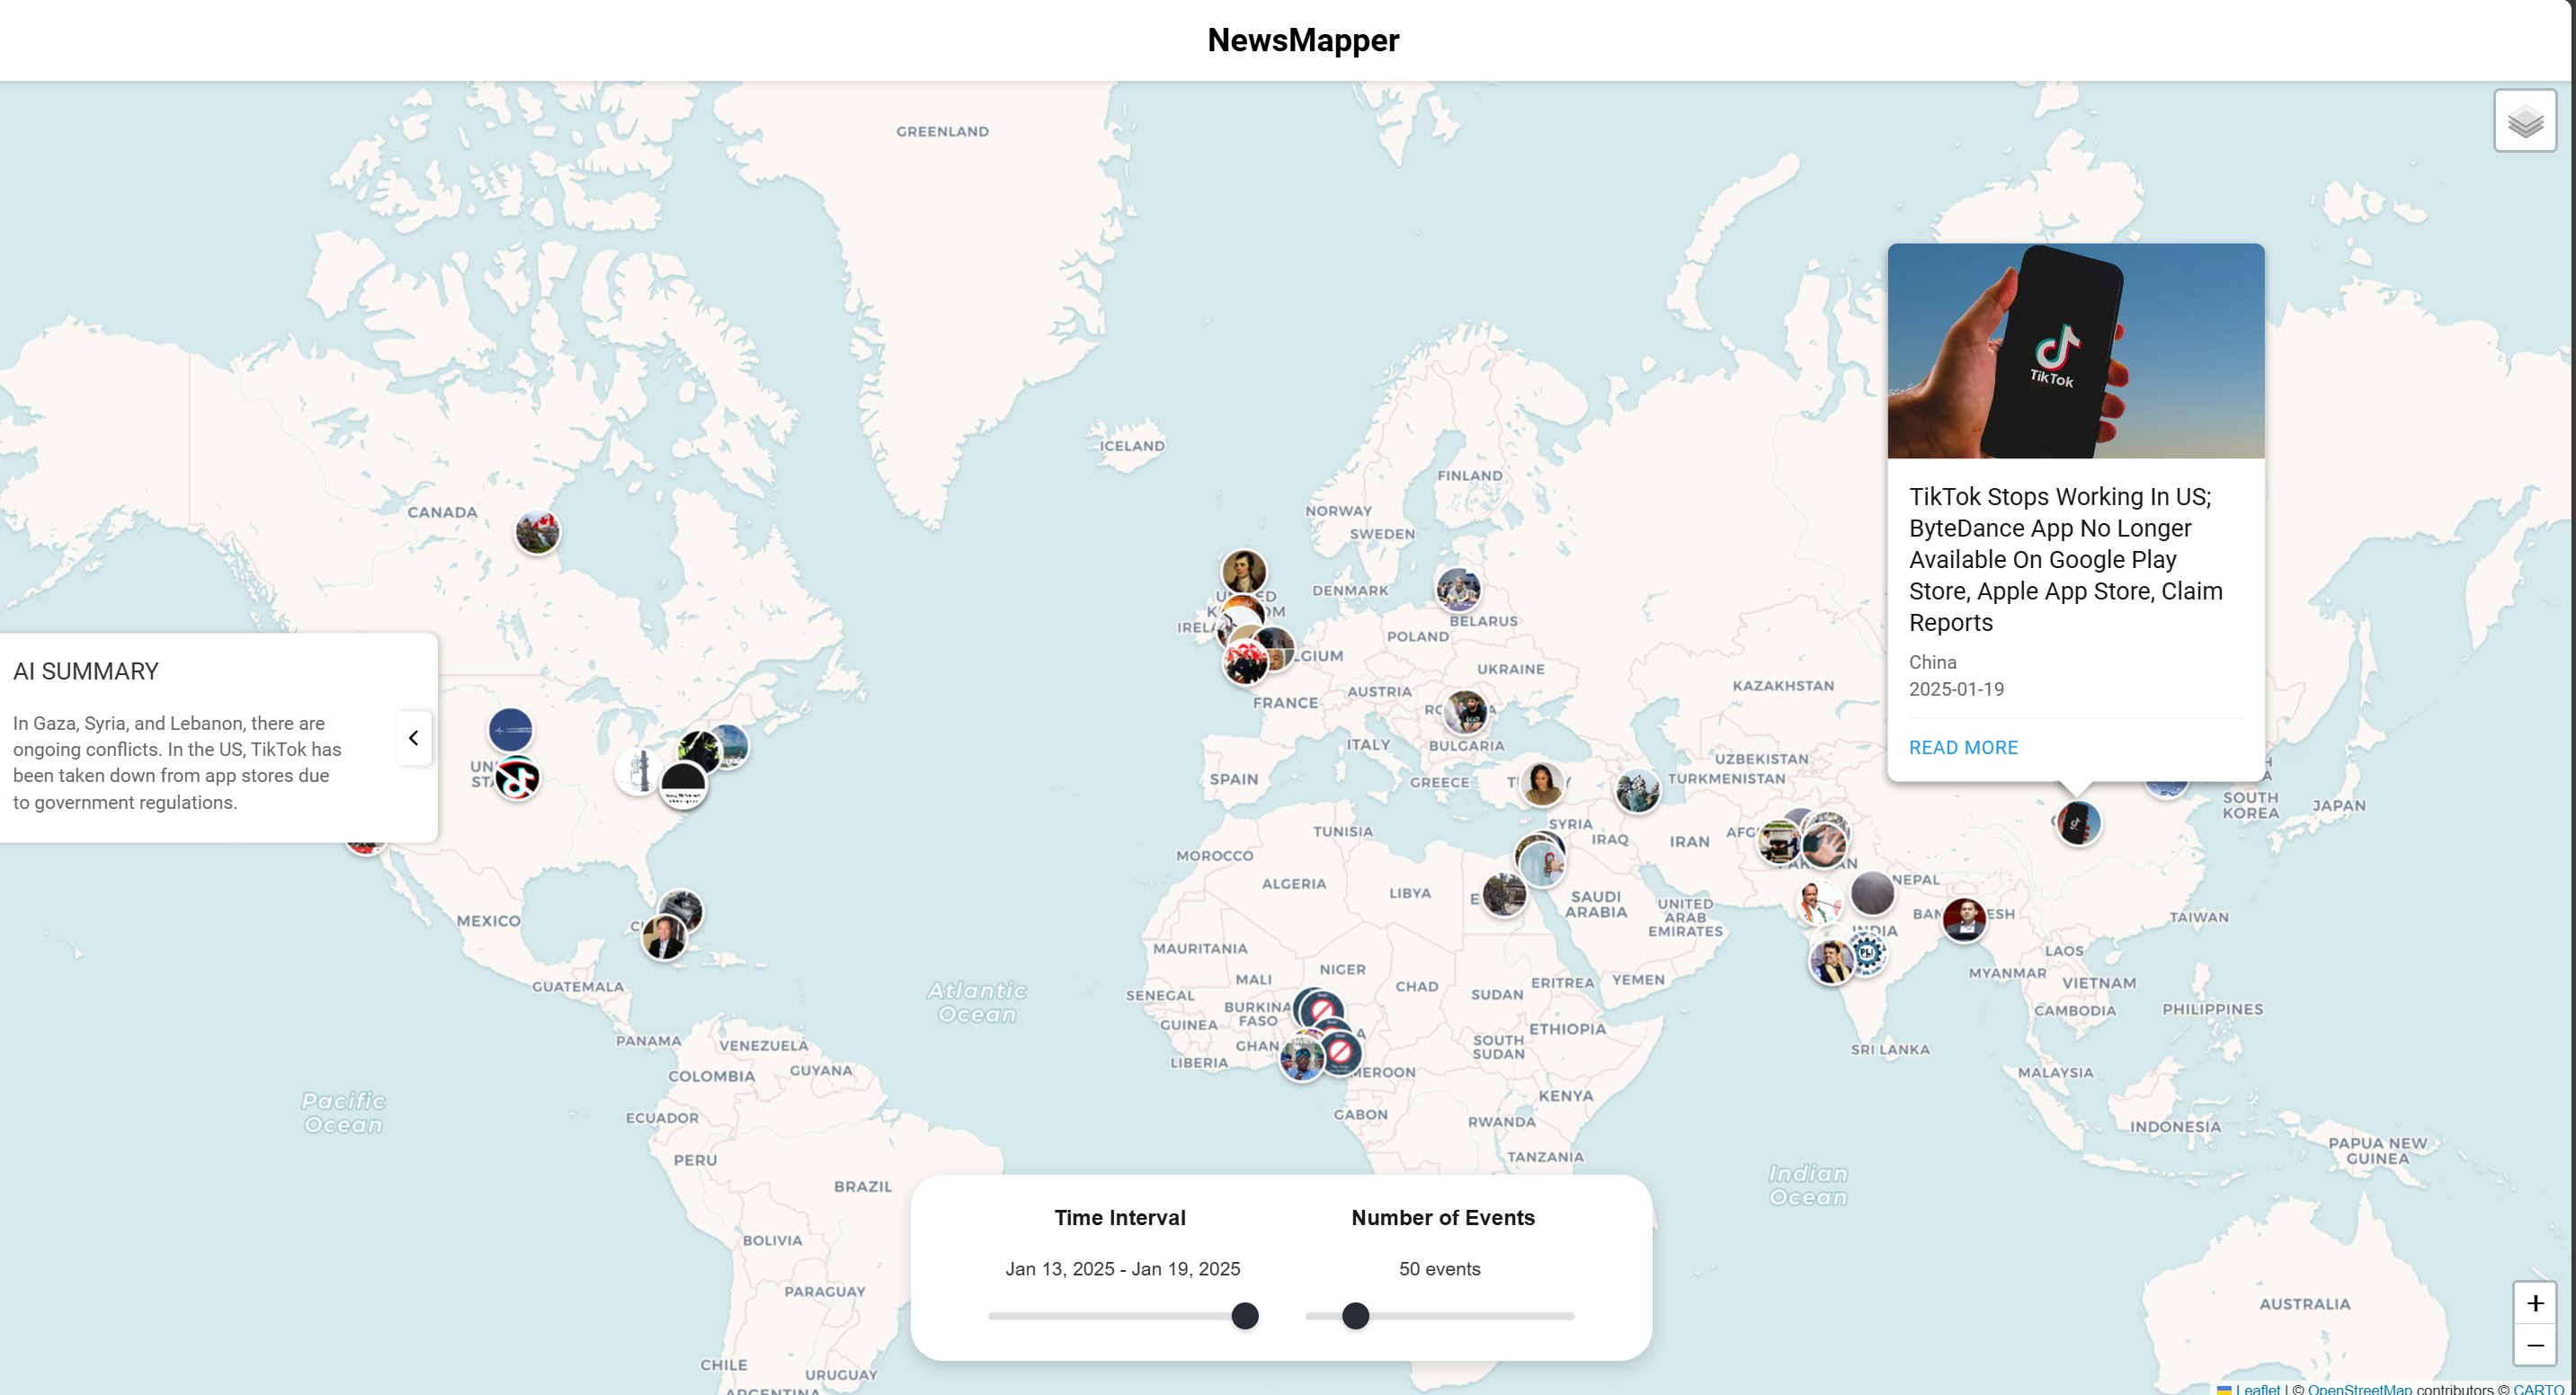 NewsMapper
GREENLAND
ICELAND
FINLAND
CANADA
NORWAY
SWEDEN
DENMARK
BELARUS
POLAND
UKRAINE
AUSTRIA
FRANCE
KAZAKHSTAN
ITALY
BULGARIA
UZBEKISTAN
SPAIN
GREECE
TURKMENISTAN
TikTok
TikTok Stops Working In US;
ByteDance App No Longer
Available On Google Play
Store, Apple App Store, Claim
Reports
China
2025-01-19
READ MORE
AI SUMMARY
In Gaza, Syria, and Lebanon, there are
ongoing conflicts. In the US, TikTok has
been taken down from app stores due
to government regulations.
SOUTH
KOREA
JAPAN
TUNISIA
SYRIA
IRAQ
IRAN
MOROCCO
ALGERIA
LIBYA
SAUDI
ARABIA
UNITED
ARAB
EMIRATES
NEPAL
INDIA
TAIWAN
MEXICO
MAURITANIA
LAOS
MALI
NIGER
CHAD
SUDAN
ERITREA
YEMEN
MYANMAR
VIETNAM
GUATEMALA
Atlantic
Ocean
SENEGAL
BURKINA
FASO
GUINEA
ETHIOPIA
CAMBODIA
PHILIPPINES
PANAMA
VENEZUELA
LIBERIA
SOUTH
SUDAN
SRI LANKA
COLOMBIA
GUYANA
MALAYSIA
Pacific
Ocean
ECUADOR
GABON
KENYA
RWANDA
INDONESIA
PERU
TANZANIA
PAPUA NEW
GUINEA
BRAZIL
Indian
Ocean
Time Interval
Number of Events
BOLIVIA
Jan 13, 2025 - Jan 19, 2025
50 events
PARAGUAY
AUSTRALIA
+
−
CHILE
URUGUAY
ARGENTINA
Leaflet | © OpenStreetMap contributors © CARTO